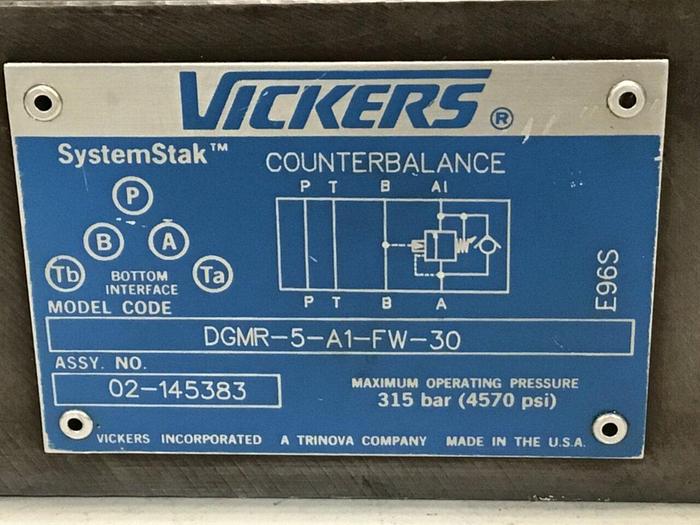 VICKERS®
SystemStak™
COUNTERBALANCE
P T B A1
P
B A
Tb Ta
BOTTOM
INTERFACE
P T B A
E96S
MODEL CODE
DGMR-5-A1-FW-30
ASSY. NO.
02-145383
MAXIMUM OPERATING PRESSURE
315 bar (4570 psi)
VICKERS INCORPORATED A TRINOVA COMPANY MADE IN THE U.S.A.